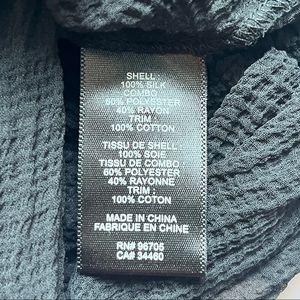 SHELL :
100% SILK
COMBO
60% POLYESTER
40% RAYON
TRIM :
100% COTTON
TISSU DE SHELL :
100% SOIE
TISSU DE COMBO :
60% POLYESTER
40% RAYONNE
TRIM :
100% COTON
MADE IN CHINA
FABRIQUE EN CHINE
RN# 96705
CA# 34460